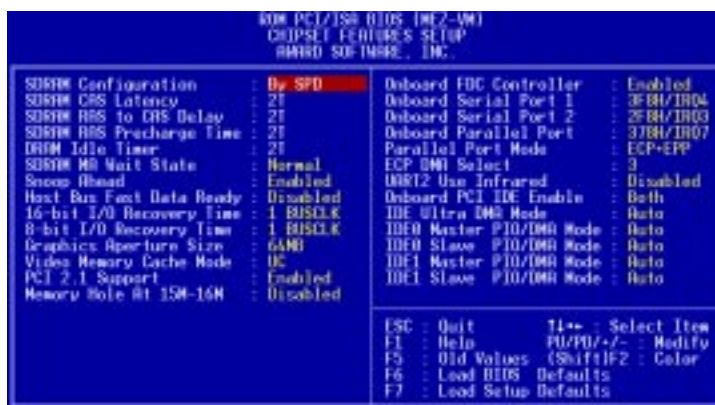 ROM PCI/ISA BIOS (ME2-VM)
CHIPSET FEATURES SETUP
AWARD SOFTWARE, INC.
SDRAM Configuration : By SPD
SDRAM CAS Latency : 2T
SDRAM RAS to CAS Delay : 2T
SDRAM RAS Precharge Time : 2T
DRAM Idle Timer : 2T
SDRAM MA Wait State : Normal
Snoop Ahead : Enabled
Host Bus Fast Data Ready : Disabled
16-bit I/O Recovery Time : 1 BUSCLK
8-bit I/O Recovery Time : 1 BUSCLK
Graphics Aperture Size : 64MB
Video Memory Cache Mode : UC
PCI 2.1 Support : Enabled
Memory Hole At 15M-16M : Disabled
Onboard FDC Controller : Enabled
Onboard Serial Port 1 : 3F8H/IRQ4
Onboard Serial Port 2 : 2F8H/IRQ3
Onboard Parallel Port : 378H/IRQ7
Parallel Port Mode : ECP+EPP
ECP DMA Select : 3
UART2 Use Infrared : Disabled
Onboard PCI IDE Enable : Both
IDE Ultra DMA Mode : Auto
IDE0 Master PIO/DMA Mode : Auto
IDE0 Slave PIO/DMA Mode : Auto
IDE1 Master PIO/DMA Mode : Auto
IDE1 Slave PIO/DMA Mode : Auto
ESC : Quit ↑↓→← : Select Item
F1 : Help PU/PD/+/- : Modify
F5 : Old Values (Shift)F2 : Color
F6 : Load BIOS Defaults
F7 : Load Setup Defaults